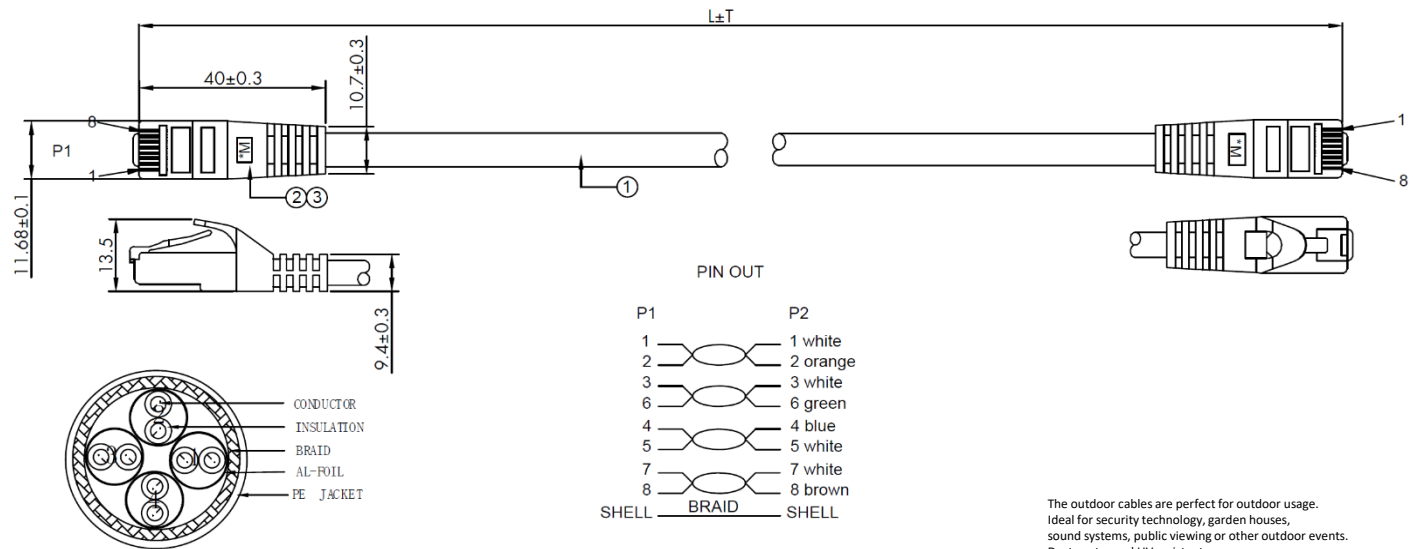 L±T
40±0.3
10.7±0.3
8
P1
1
*M
②③
①
*M
1
8
11.68±0.1
13.5
9.4±0.3
PIN OUT
P1 P2
1 1 white
2 2 orange
3 3 white
6 6 green
4 4 blue
5 5 white
7 7 white
8 8 brown
SHELL BRAID SHELL
CONDUCTOR
INSULATION
BRAID
AL-FOIL
PE JACKET
The outdoor cables are perfect for outdoor usage.
Ideal for security technology, garden houses,
sound systems, public viewing or other outdoor events.